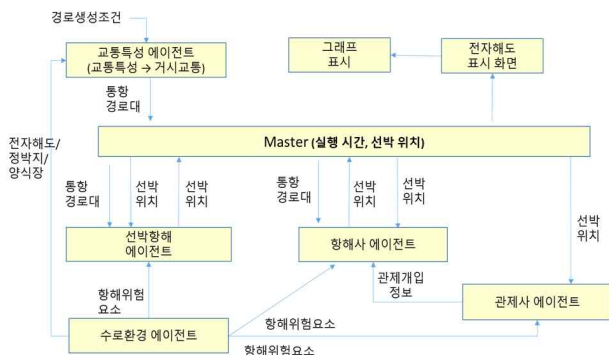 경로생성조건
교통특성 에이전트
(교통특성 → 거시교통)
그래프
표시
전자해도
표시 화면
통항
경로대
전자해도/
정박지/
양식장
Master (실행 시간, 선박 위치)
통항
경로대
선박
위치
선박
위치
통항
경로대
선박
위치
선박
위치
선박
위치
선박항해
에이전트
항해사 에이전트
관제개입
정보
관제사 에이전트
항해위험
요소
수로환경 에이전트
항해위험요소
항해위험요소